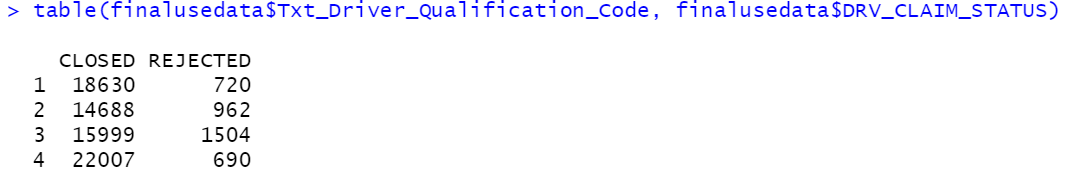 > table(finalusedata$Txt_Driver_Qualification_Code, finalusedata$DRV_CLAIM_STATUS)
CLOSED REJECTED
1 18630 720
2 14688 962
3 15999 1504
4 22007 690